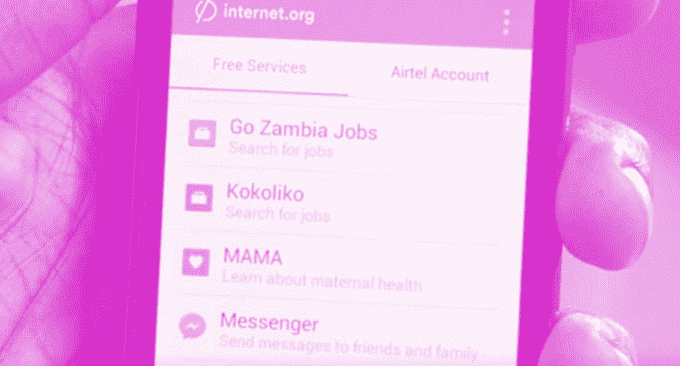 internet.org
Free Services
Airtel Account
Go Zambia Jobs
Search for jobs
Kokoliko
Search for jobs
MAMA
Learn about maternal health
Messenger
Send messages to friends and family